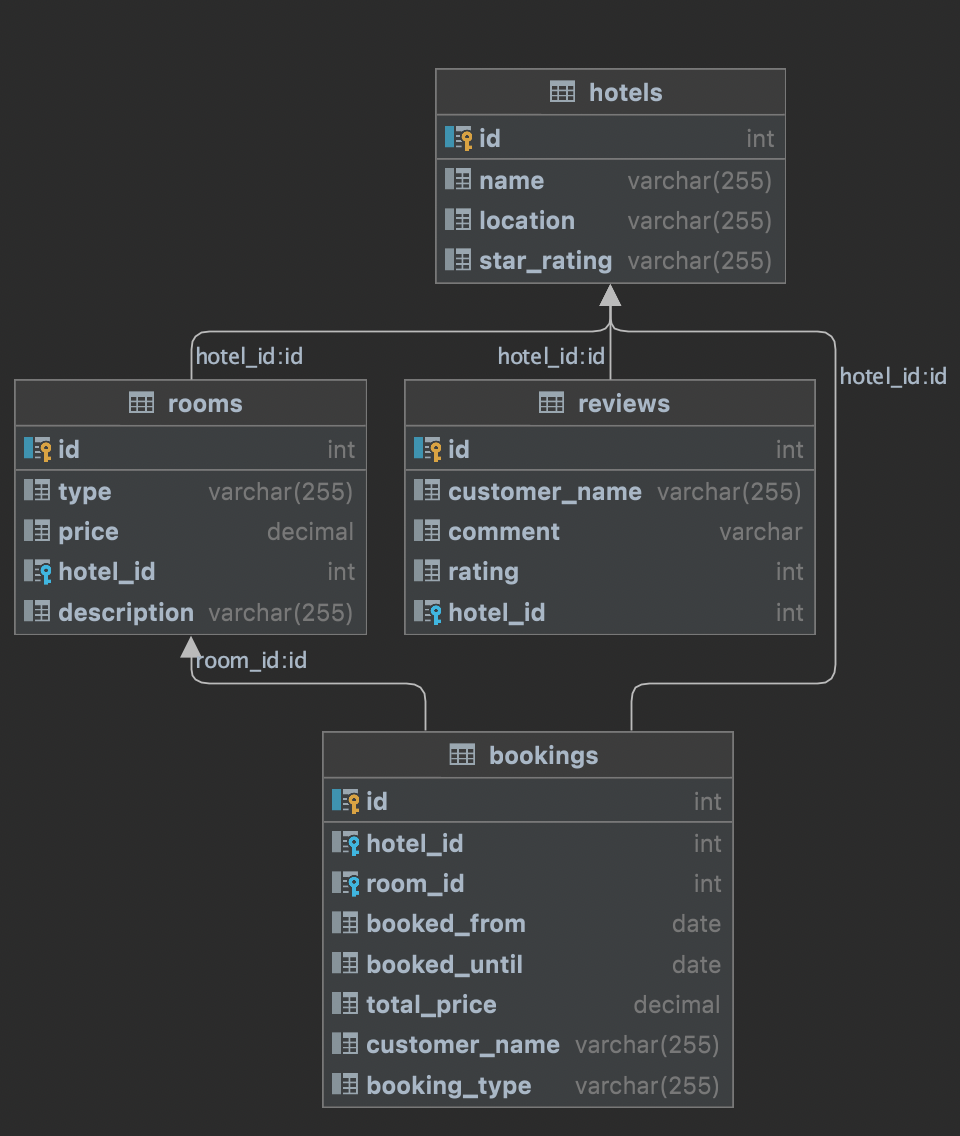 hotels
id int
name varchar(255)
location varchar(255)
star_rating varchar(255)
hotel_id:id
hotel_id:id
hotel_id:id
rooms
id int
type varchar(255)
price decimal
hotel_id int
description varchar(255)
reviews
id int
customer_name varchar(255)
comment varchar
rating int
hotel_id int
room_id:id
bookings
id int
hotel_id int
room_id int
booked_from date
booked_until date
total_price decimal
customer_name varchar(255)
booking_type varchar(255)